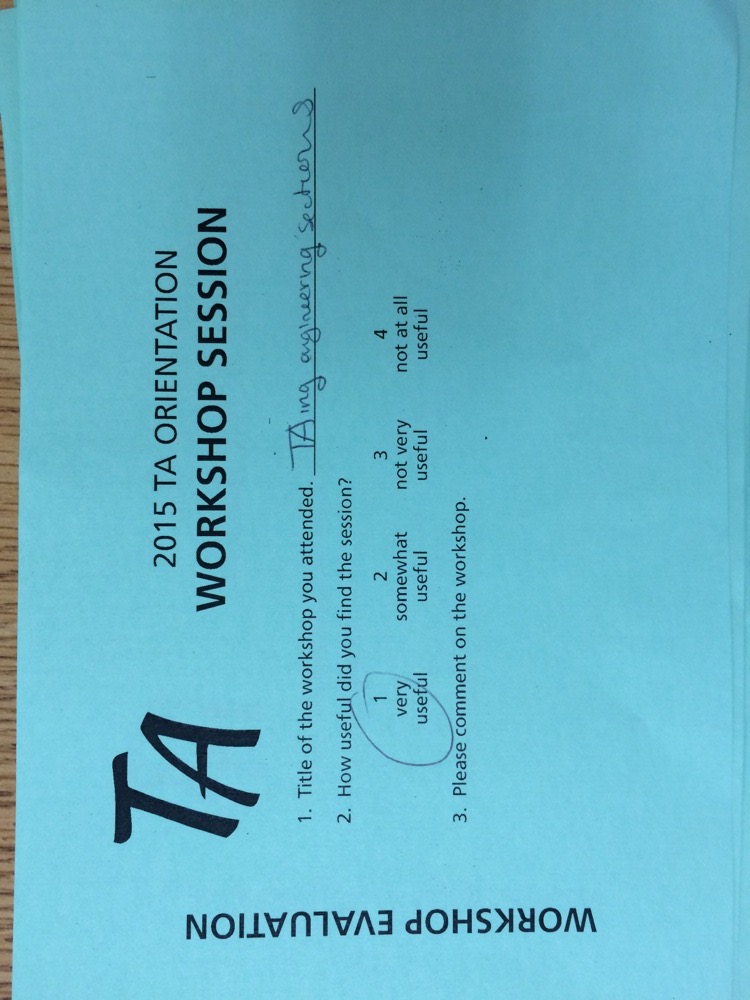 WORKSHOP EVALUATION
TA
2015 TA ORIENTATION
WORKSHOP SESSION
1. Title of the workshop you attended. TAing engineering sections
2. How useful did you find the session?
1 2 3 4
very somewhat not very not at all
useful useful useful useful
3. Please comment on the workshop.